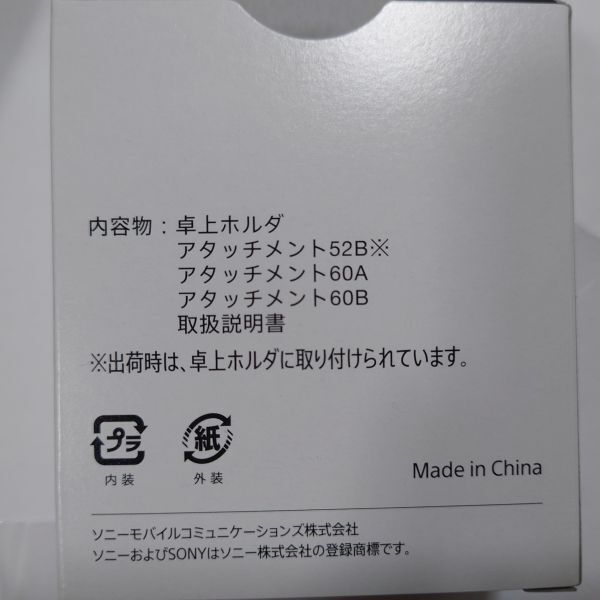 内容物：卓上ホルダ
アタッチメント52B※
アタッチメント60A
アタッチメント60B
取扱説明書
※出荷時は、卓上ホルダに取り付けられています。
プラ
内装
紙
外装
Made in China
ソニーモバイルコミュニケーションズ株式会社
ソニーおよびSONYはソニー株式会社の登録商標です。